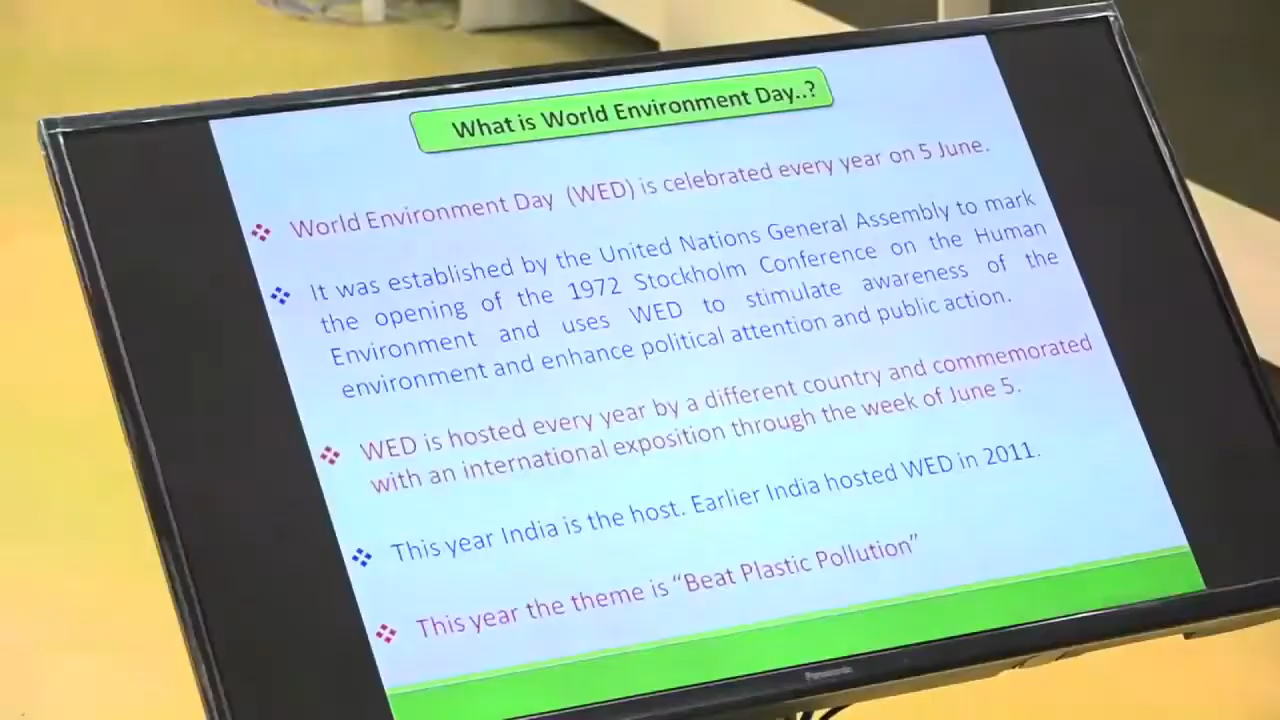 What is World Environment Day..?
World Environment Day (WED) is celebrated every year on 5 June.
It was established by the United Nations General Assembly to mark
the opening of the 1972 Stockholm Conference on the Human
Environment and uses WED to stimulate awareness of the
environment and enhance political attention and public action.
WED is hosted every year by a different country and commemorated
with an international exposition through the week of June 5.
This year India is the host. Earlier India hosted WED in 2011.
This year the theme is “Beat Plastic Pollution”
Panasonic